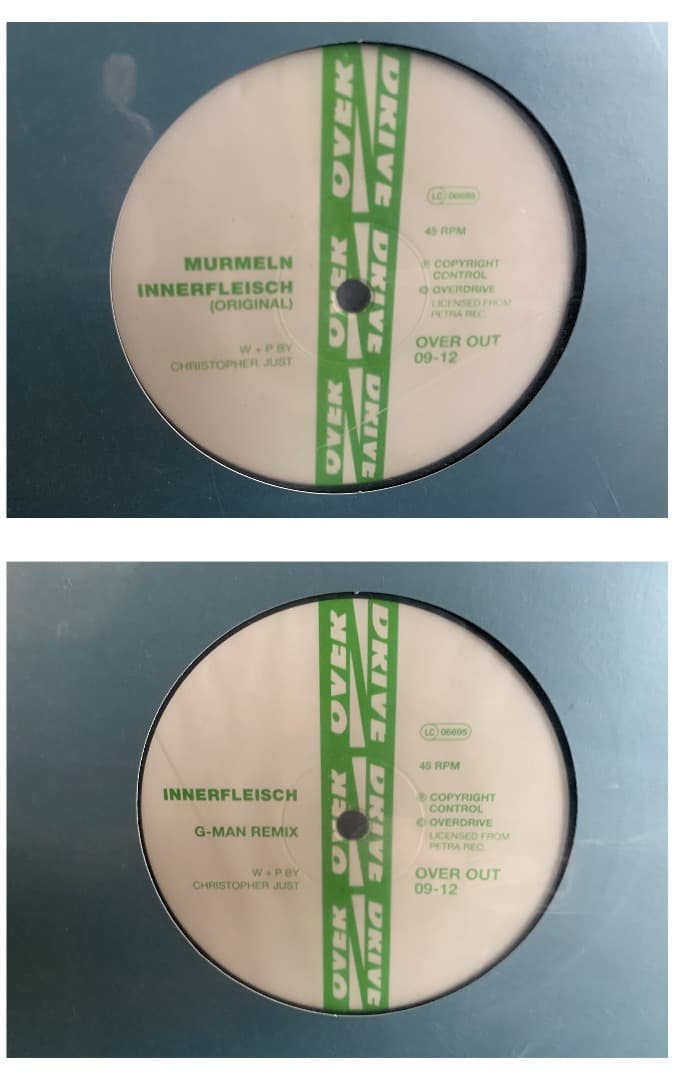 OVER DRIVE
OVER DRIVE
OVER DRIVE
MURMELN
INNERFLEISCH
(ORIGINAL)
W + P BY
CHRISTOPHER JUST
LC 06695
45 RPM
℗ COPYRIGHT
CONTROL
© OVERDRIVE
LICENSED FROM
PETRA REC.
OVER OUT
09-12
OVER DRIVE
OVER DRIVE
OVER DRIVE
INNERFLEISCH
G-MAN REMIX
W + P BY
CHRISTOPHER JUST
LC 06695
45 RPM
℗ COPYRIGHT
CONTROL
© OVERDRIVE
LICENSED FROM
PETRA REC.
OVER OUT
09-12